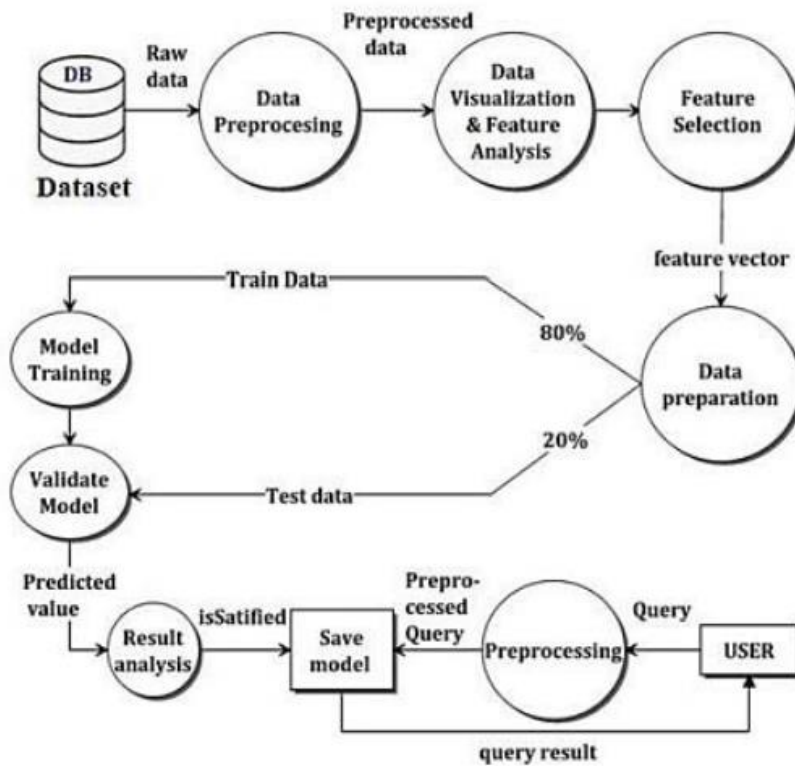 DB
Dataset
Raw
data
Data
Preprocesing
Preprocessed
data
Data
Visualization
& Feature
Analysis
Feature
Selection
feature vector
Data
preparation
80%
Train Data
20%
Test data
Model
Training
Validate
Model
Predicted
value
Result
analysis
isSatified
Save
model
Prepro-
cessed
Query
Preprocessing
Query
USER
query result